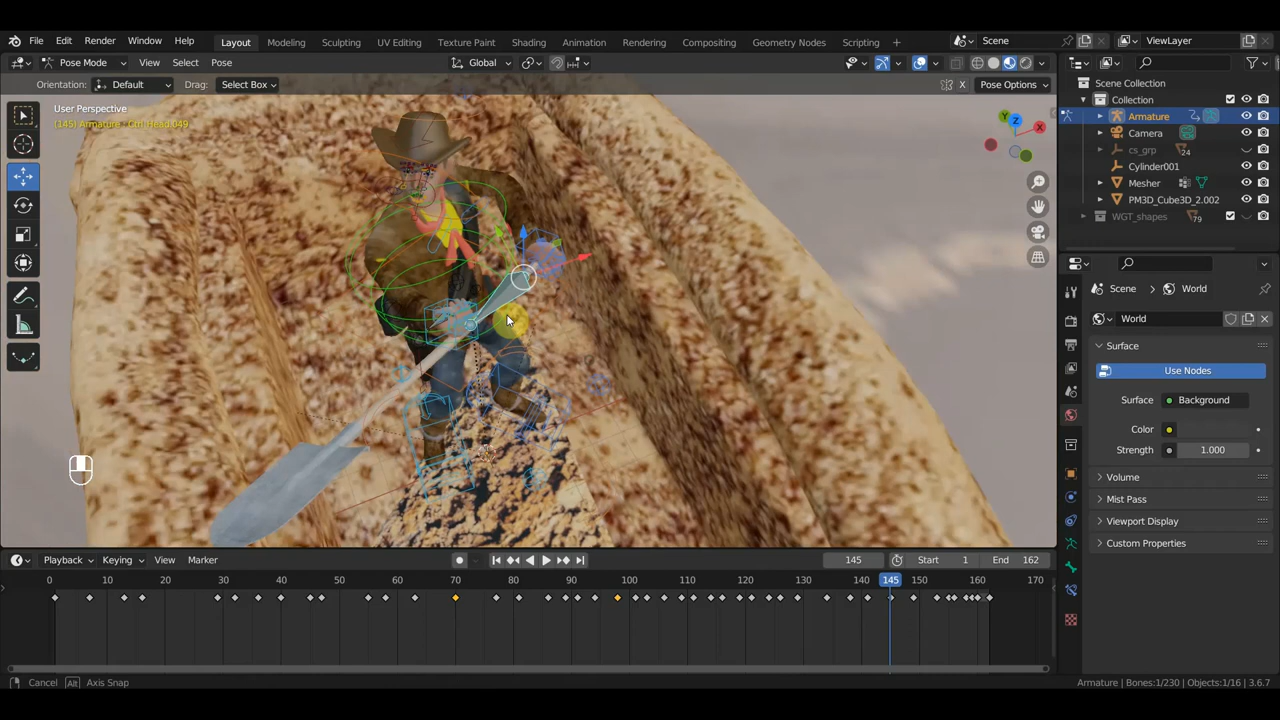 File Edit Render Window Help Layout Modeling Sculpting UV Editing Texture Paint Shading Animation Rendering Compositing Geometry Nodes Scripting + Scene ViewLayer
Pose Mode View Select Pose Global
Orientation: Default Drag: Select Box X Pose Options
User Perspective
(145) Armature : Ctrl Head.049
Z
Y
X
Scene Collection
Collection
Armature
Camera
cs_grp 24
Cylinder001
Mesher
PM3D_Cube3D_2.002
WGT_shapes 79
Scene World
World
Surface
Use Nodes
Surface Background
Color
Strength 1.000
Volume
Mist Pass
Viewport Display
Custom Properties
Playback Keying View Marker 145 Start 1 End 162
0 10 20 30 40 50 60 70 80 90 100 110 120 130 140 145 150 160 170
Cancel Alt Axis Snap Armature | Bones:1/230 | Objects:1/16 | 3.6.7